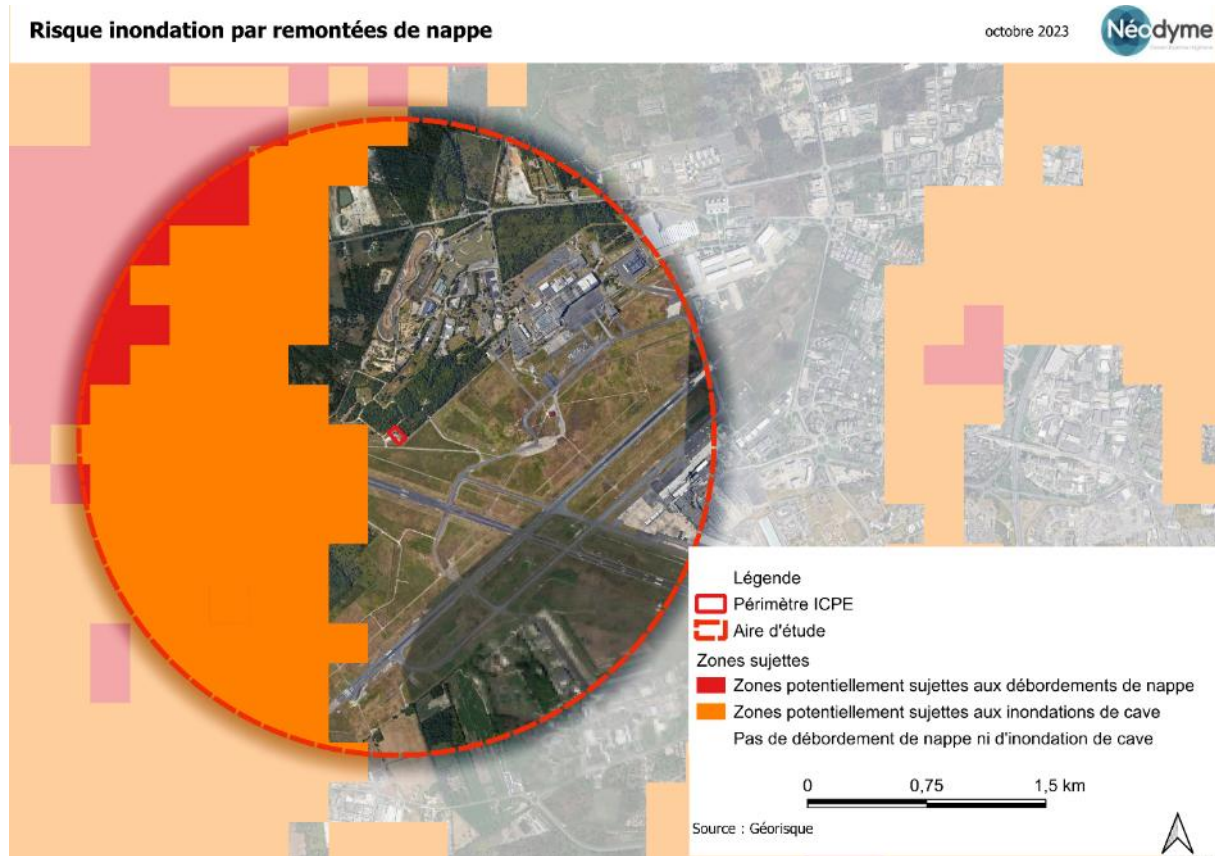 Risque inondation par remontées de nappe
octobre 2023
Néodyme
Légende
Périmètre ICPE
Aire d'étude
Zones sujettes
Zones potentiellement sujettes aux débordements de nappe
Zones potentiellement sujettes aux inondations de cave
Pas de débordement de nappe ni d'inondation de cave
0 0,75 1,5 km
Source : Géorisque